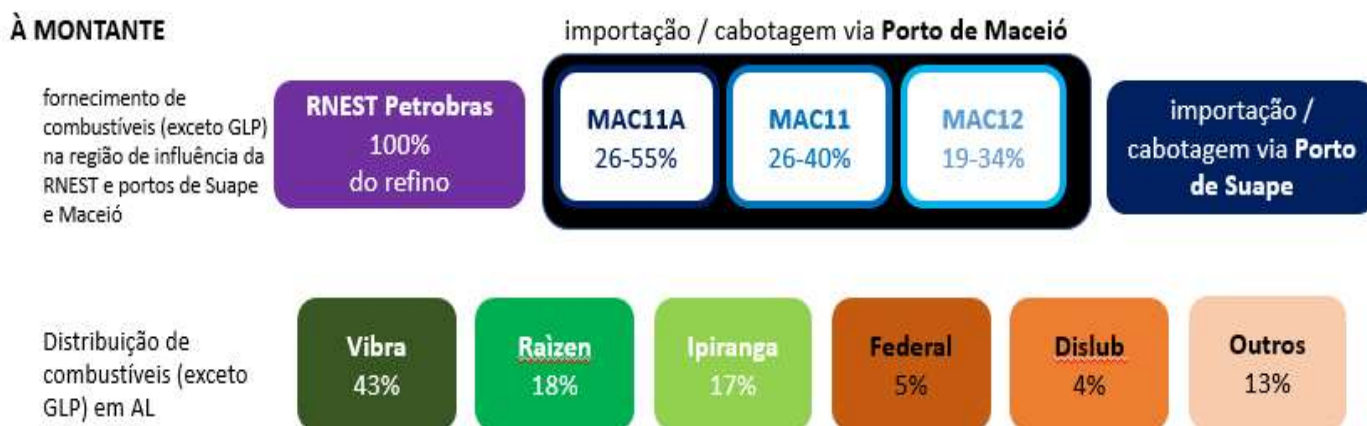 À MONTANTE
importação / cabotagem via Porto de Maceió
fornecimento de
combustíveis (exceto GLP)
na região de influência da
RNEST e portos de Suape
e Maceió
RNEST Petrobras
100%
do refino
MAC11A
26-55%
MAC11
26-40%
MAC12
19-34%
importação /
cabotagem via Porto
de Suape
Distribuição de
combustíveis (exceto
GLP) em AL
Vibra
43%
Raìzen
18%
Ipiranga
17%
Federal
5%
Dislub
4%
Outros
13%